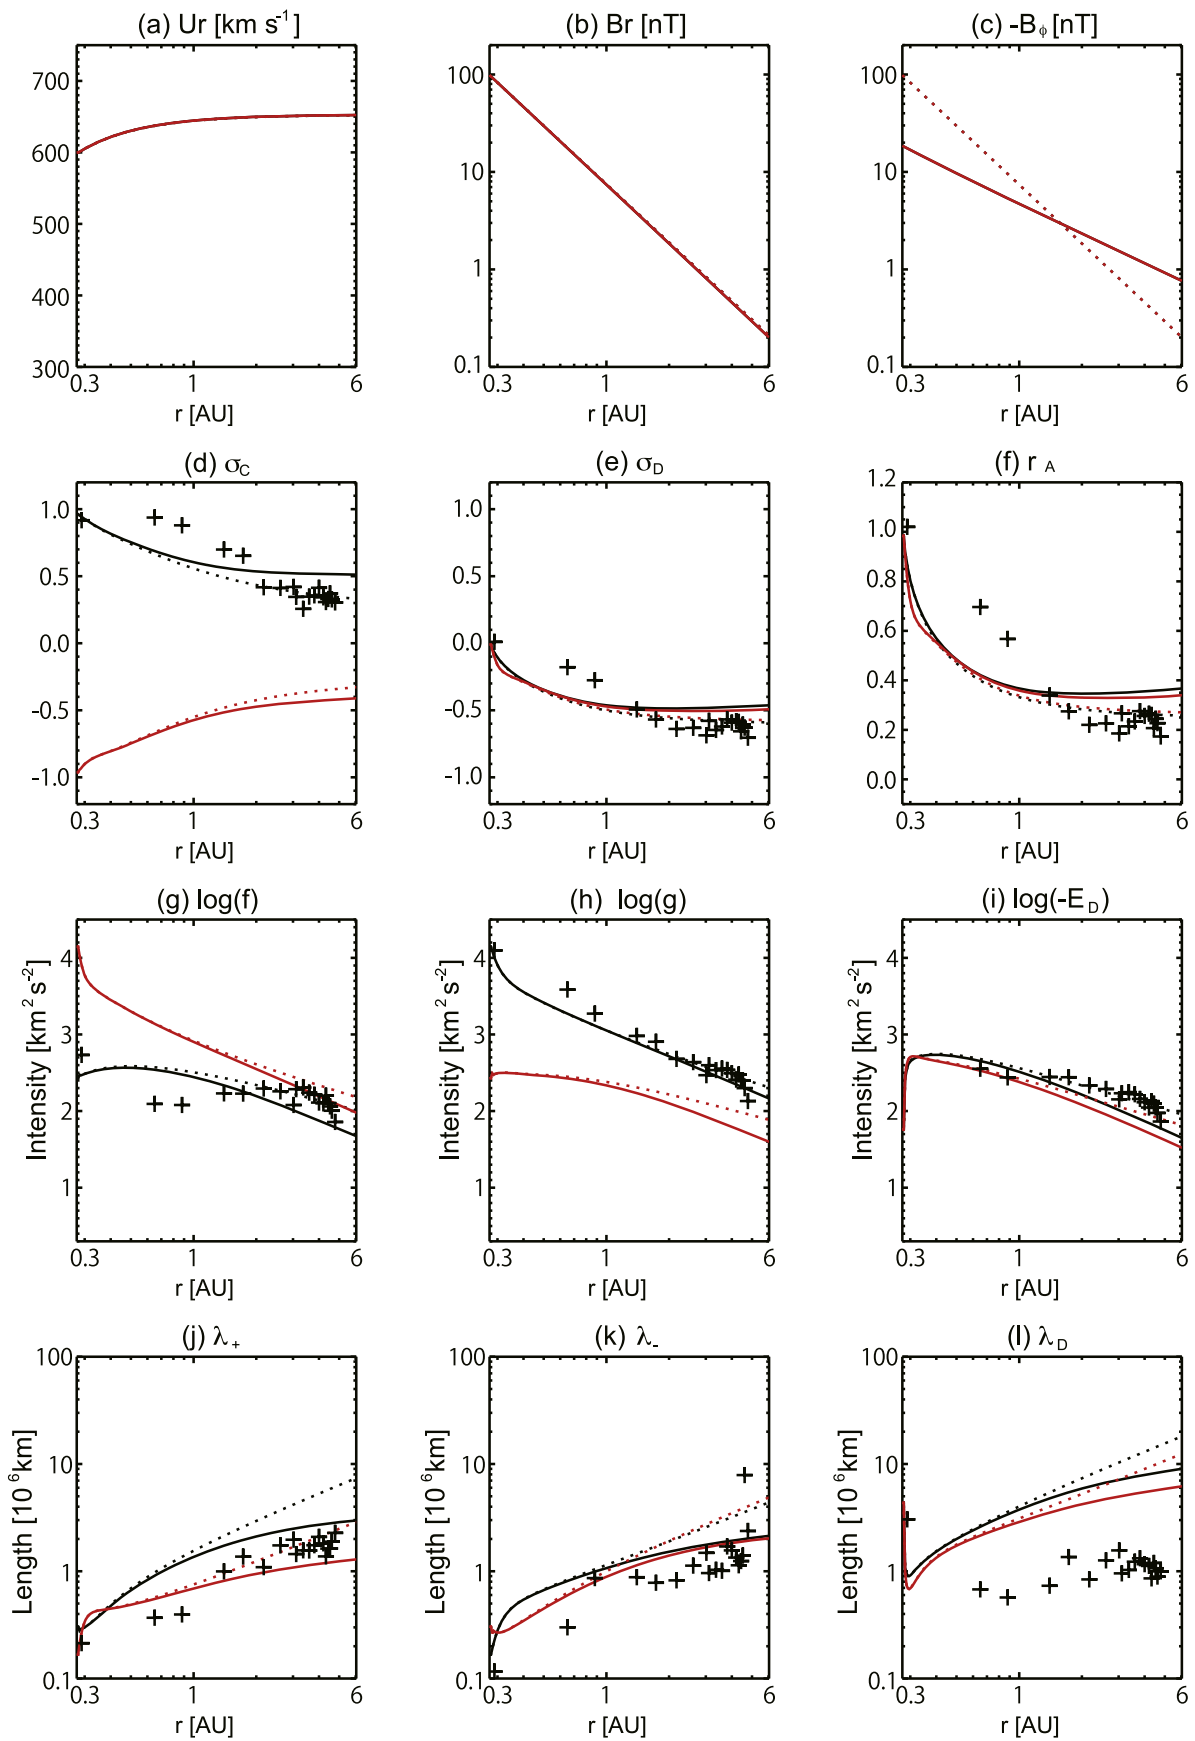 (a) Ur [km s-1] (b) Br [nT] (c) -Bϕ [nT]
700 100 100
600
10 10
500
1 1
400
300 0.1 0.1
0.3 1 6 0.3 1 6 0.3 1 6
r [AU] r [AU] r [AU]
(d) σC (e) σD (f) r A
1.2
1.0 1.0 1.0
0.8
0.5 0.5
0.6
0.0 0.0
0.4
-0.5 -0.5
0.2
-1.0 -1.0 0.0
0.3 1 6 0.3 1 6 0.3 1 6
r [AU] r [AU] r [AU]
(g) log(f) (h) log(g) (i) log(-E D)
Intensity [km2 s-2] Intensity [km2 s-2] Intensity [km2 s-2]
4 4 4
3 3 3
2 2 2
1 1 1
0.3 1 6 0.3 1 6 0.3 1 6
r [AU] r [AU] r [AU]
(j) λ+ (k) λ- (l) λD
Length [10 6km] Length [10 6km] Length [10 6km]
100 100 100
10 10 10
1 1 1
0.1 0.1 0.1
0.3 1 6 0.3 1 6 0.3 1 6
r [AU] r [AU] r [AU]